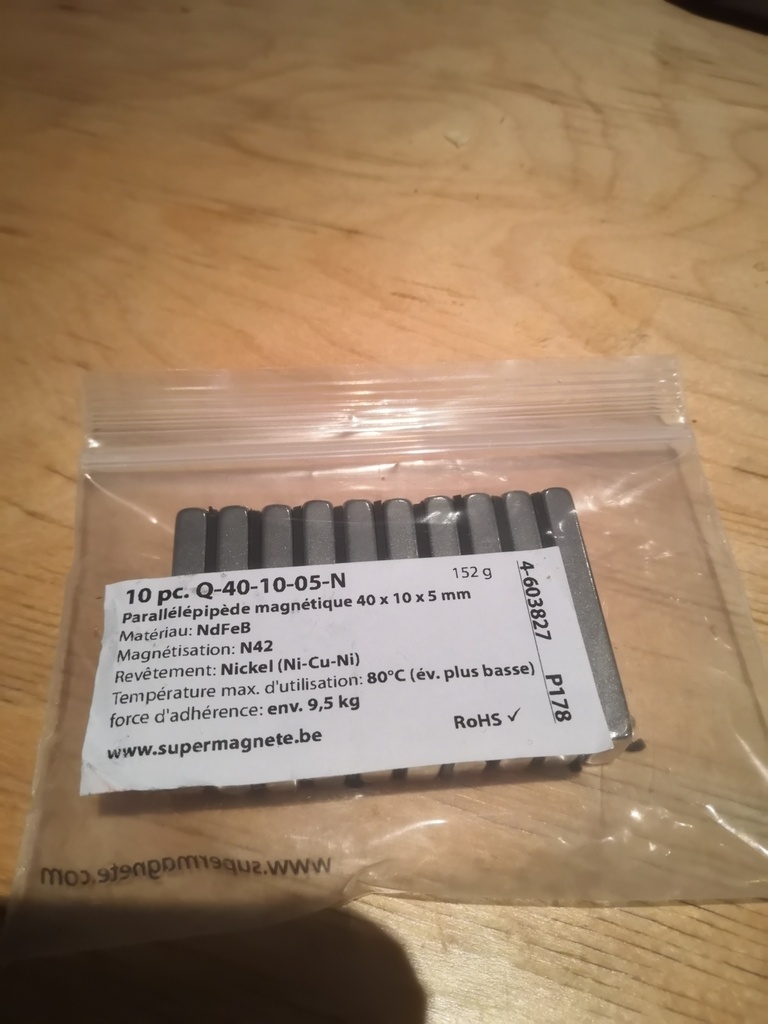 10 pc. Q-40-10-05-N
152 g
Parallélépipède magnétique 40 x 10 x 5 mm
Matériau: NdFeB
Magnétisation: N42
Revêtement: Nickel (Ni-Cu-Ni)
Température max. d'utilisation: 80°C (év. plus basse)
force d'adhérence: env. 9,5 kg
RoHS ✓
www.supermagnete.be
4-603827
P178
www.supermagnete.com